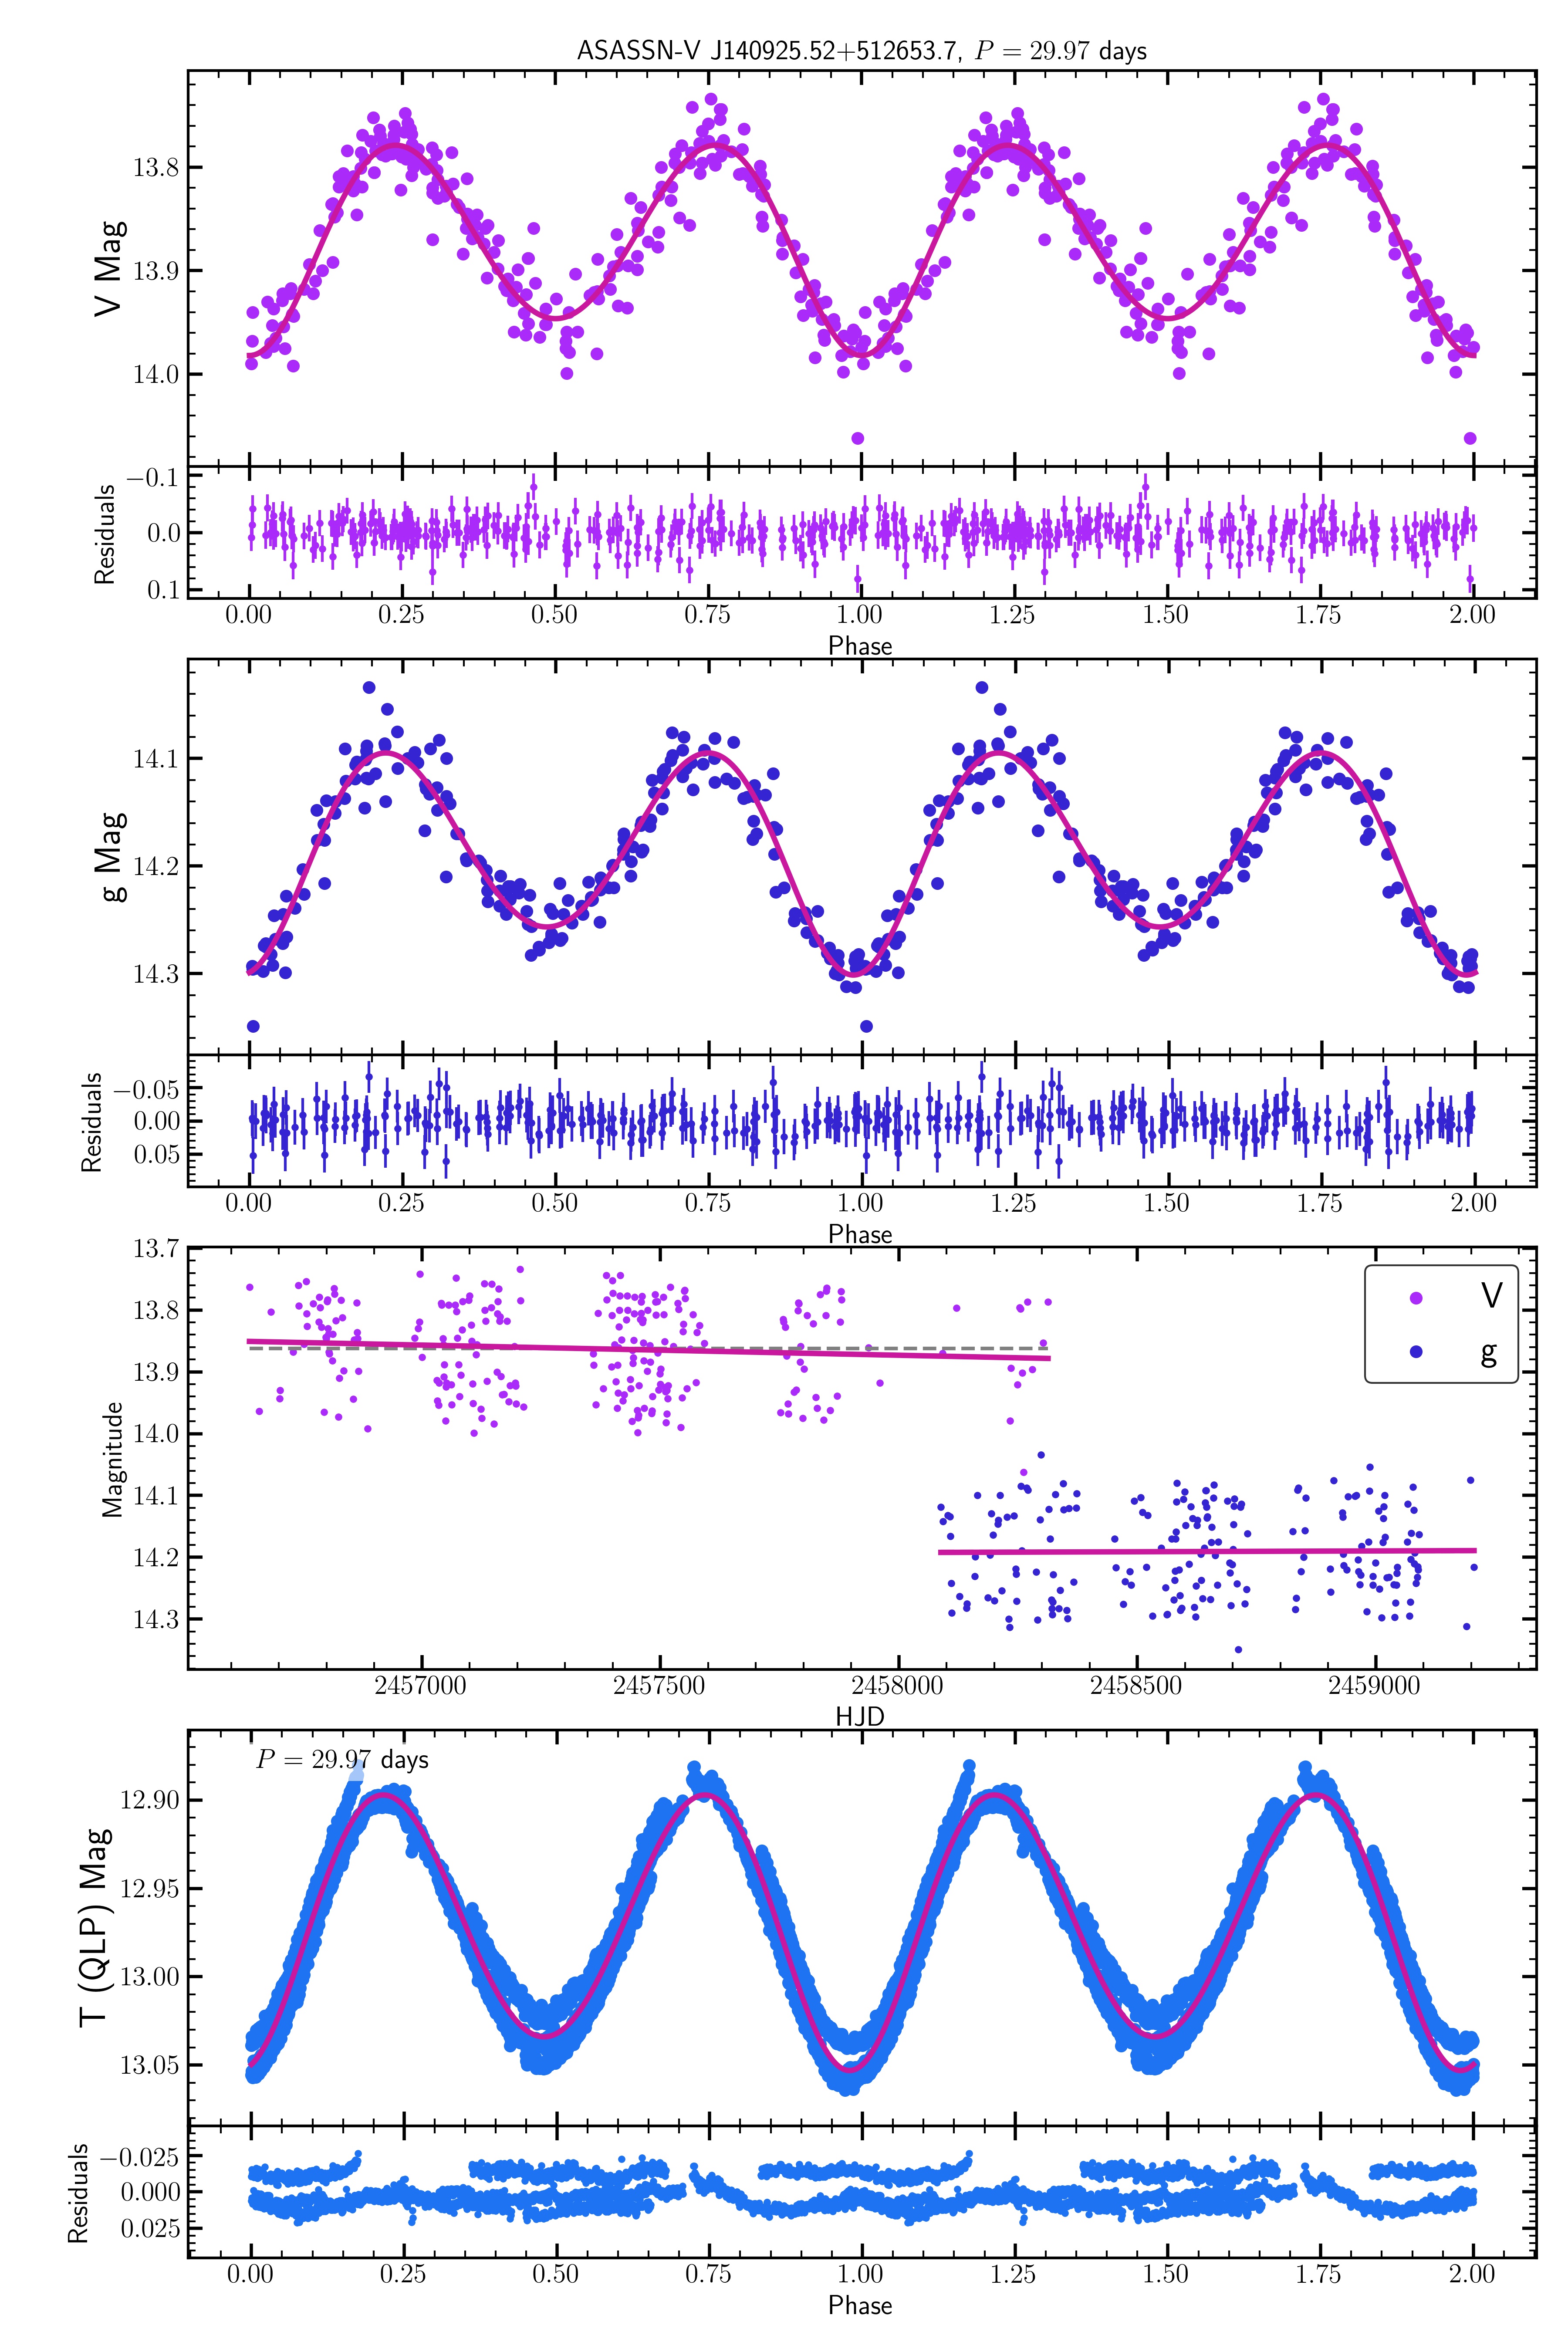 ASASSN-V J140925.52+512653.7, P = 29.97 days
V Mag
13.8
13.9
14.0
Residuals
−0.1
0.0
0.1
0.00 0.25 0.50 0.75 1.00 1.25 1.50 1.75 2.00
Phase
g Mag
14.1
14.2
14.3
Residuals
−0.05
0.00
0.05
0.00 0.25 0.50 0.75 1.00 1.25 1.50 1.75 2.00
Phase
Magnitude
13.7
13.8
13.9
14.0
14.1
14.2
14.3
V
g
2457000 2457500 2458000 2458500 2459000
HJD
P = 29.97 days
T (QLP) Mag
12.90
12.95
13.00
13.05
Residuals
−0.025
0.000
0.025
0.00 0.25 0.50 0.75 1.00 1.25 1.50 1.75 2.00
Phase